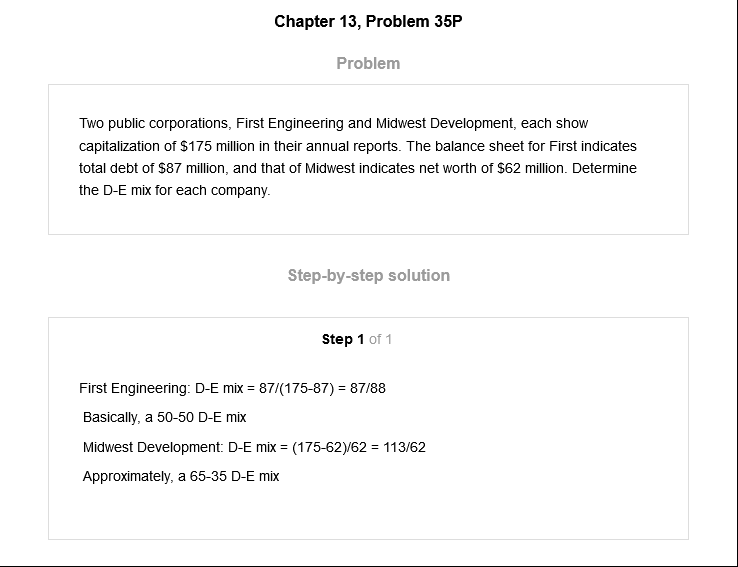 Chapter 13, Problem 35P
Problem
Two public corporations, First Engineering and Midwest Development, each show
capitalization of $175 million in their annual reports. The balance sheet for First indicates
total debt of $87 million, and that of Midwest indicates net worth of $62 million. Determine
the D-E mix for each company.
Step-by-step solution
Step 1 of 1
First Engineering: D-E mix = 87/(175-87) = 87/88
Basically, a 50-50 D-E mix
Midwest Development: D-E mix = (175-62)/62 = 113/62
Approximately, a 65-35 D-E mix